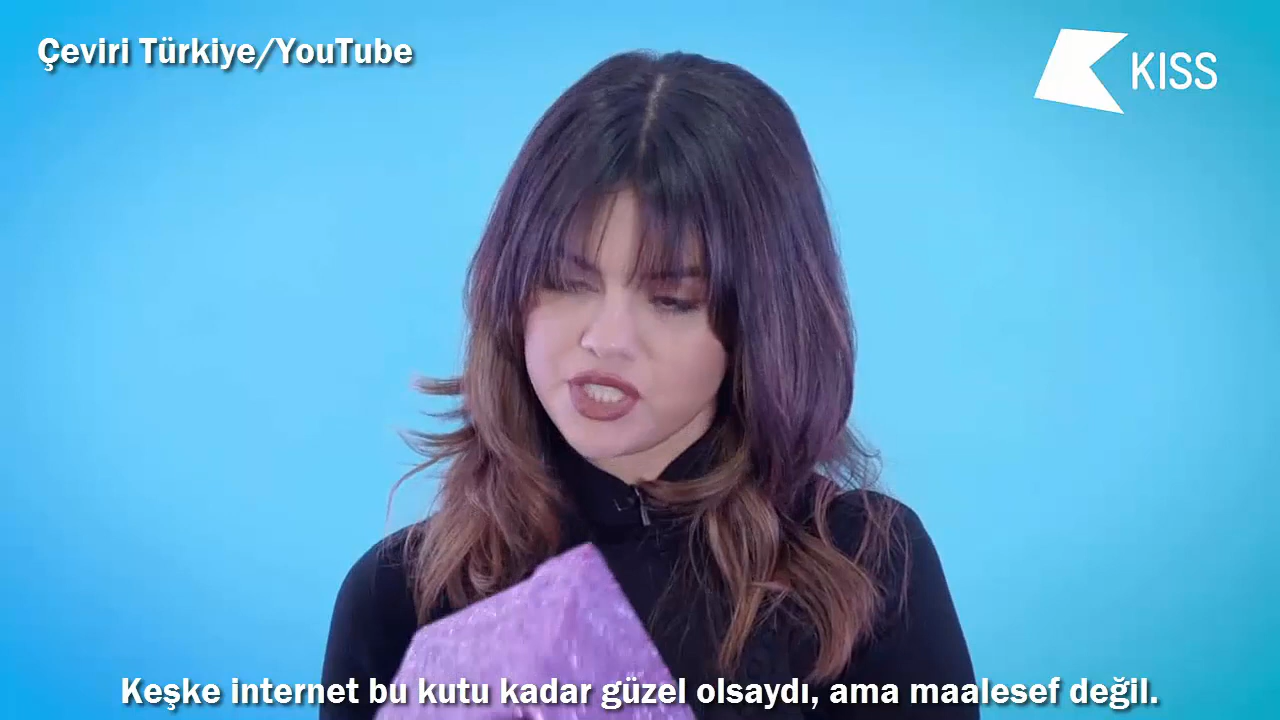 Çeviri Türkiye/YouTube
KISS
Keşke internet bu kutu kadar güzel olsaydı, ama maalesef değil.